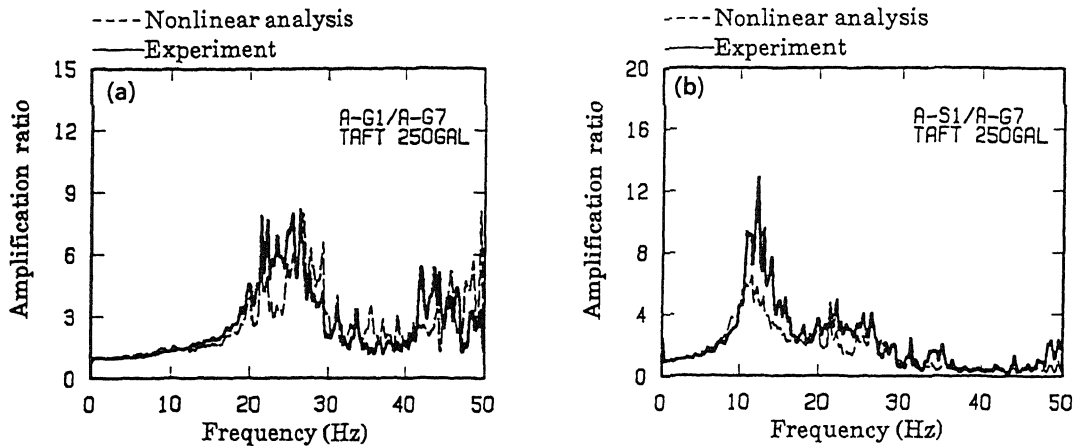 Nonlinear analysis
Experiment
(a)
A-G1/A-G7
TAFT 250GAL
Amplification ratio
15
12
9
6
3
0
0 10 20 30 40 50
Frequency (Hz)
Nonlinear analysis
Experiment
(b)
A-S1/A-G7
TAFT 250GAL
Amplification ratio
20
16
12
8
4
0
0 10 20 30 40 50
Frequency (Hz)